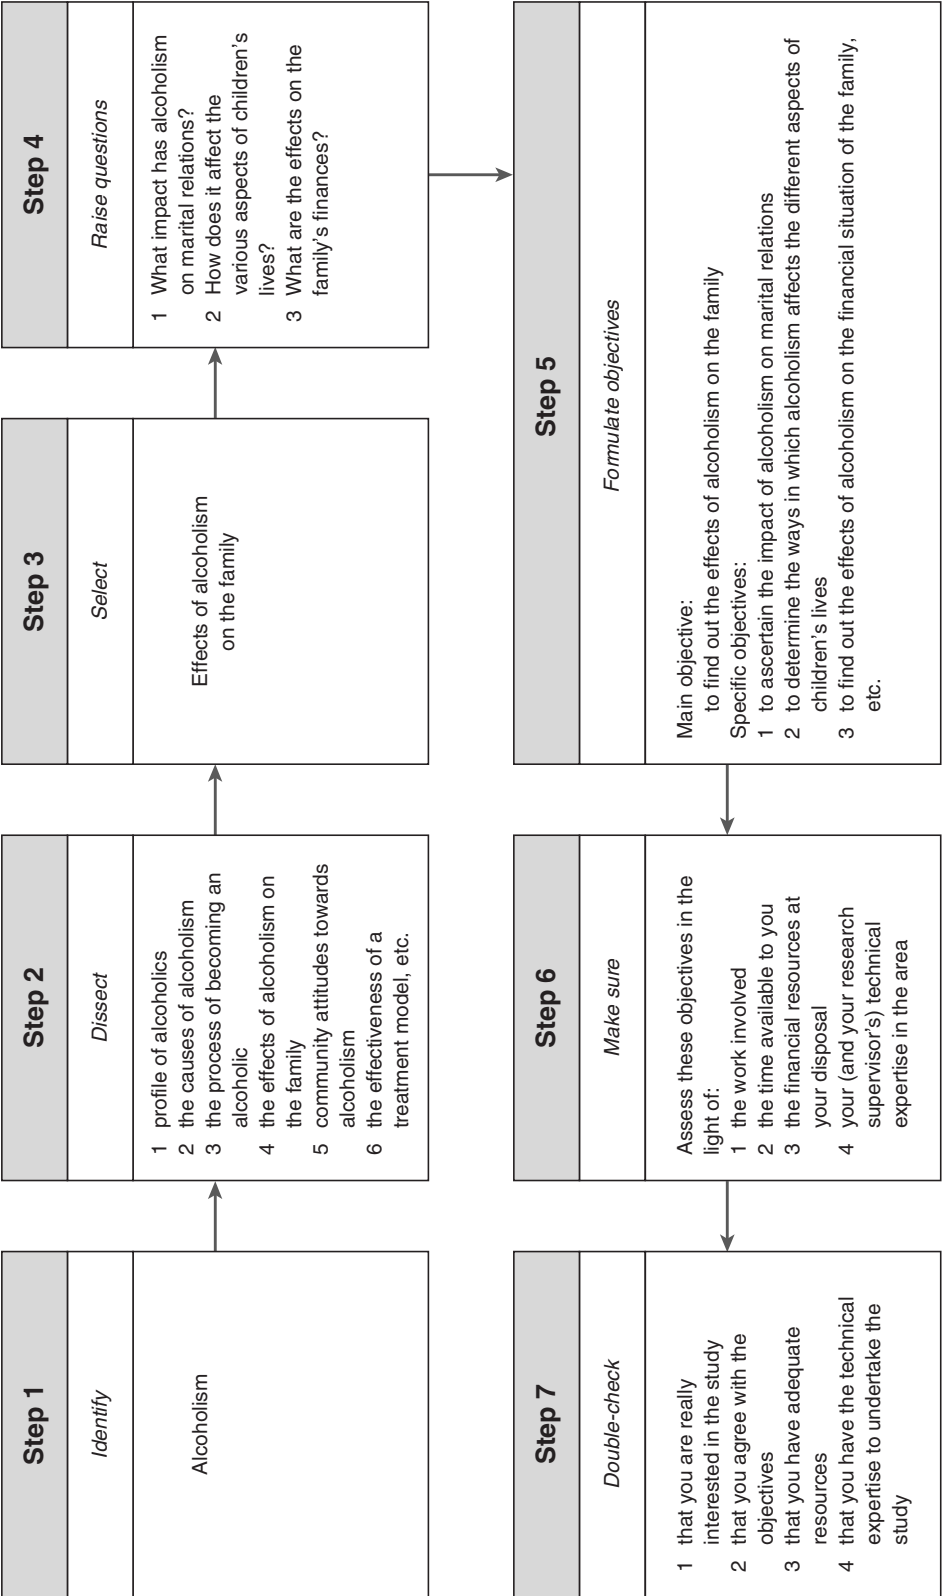 Step 1
Identify
Alcoholism
Step 2
Dissect
1 profile of alcoholics
2 the causes of alcoholism
3 the process of becoming an
alcoholic
4 the effects of alcoholism on
the family
5 community attitudes towards
alcoholism
6 the effectiveness of a
treatment model, etc.
Step 3
Select
Effects of alcoholism
on the family
Step 4
Raise questions
1 What impact has alcoholism
on marital relations?
2 How does it affect the
various aspects of children's
lives?
3 What are the effects on the
family's finances?
Step 5
Formulate objectives
Main objective:
to find out the effects of alcoholism on the family
Specific objectives:
1 to ascertain the impact of alcoholism on marital relations
2 to determine the ways in which alcoholism affects the different aspects of
children's lives
3 to find out the effects of alcoholism on the financial situation of the family,
etc.
Step 6
Make sure
Assess these objectives in the
light of:
1 the work involved
2 the time available to you
3 the financial resources at
your disposal
4 your (and your research
supervisor's) technical
expertise in the area
Step 7
Double-check
1 that you are really
interested in the study
2 that you agree with the
objectives
3 that you have adequate
resources
4 that you have the technical
expertise to undertake the
study